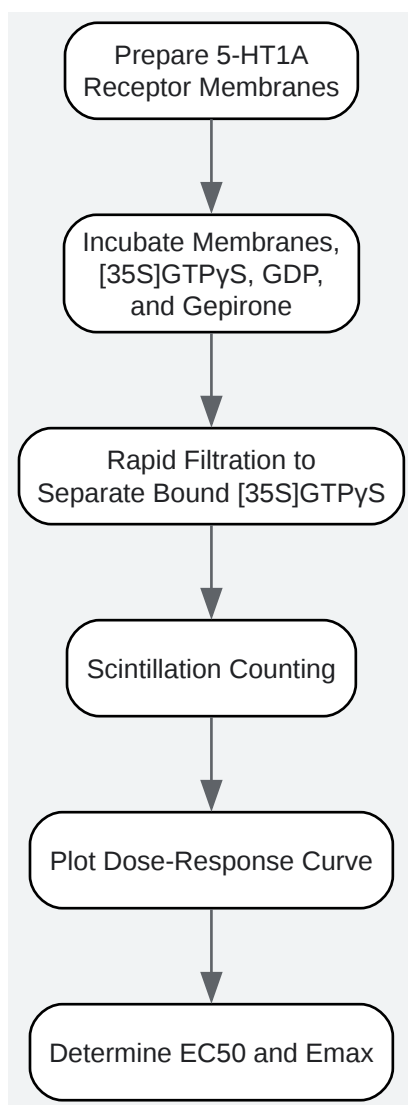 Prepare 5-HT1A
Receptor Membranes
Incubate Membranes,
[35S]GTPγS, GDP,
and Gepirone
Rapid Filtration to
Separate Bound [35S]GTPγS
Scintillation Counting
Plot Dose-Response Curve
Determine EC50 and Emax